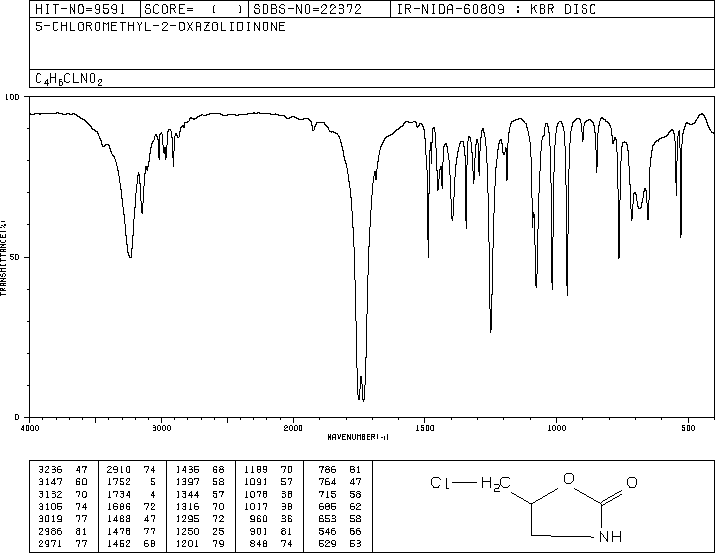 HIT-NO=9591 SCORE= ( ) SDBS-NO=22372 IR-NIDA-60809 : KBR DISC
5-CHLOROMETHYL-2-OXAZOLIDINONE
C4H6CLNO2
100
50
0
TRANSMITTANCE(%)
4000 3000 2000 1500 1000 500
WAVENUMBER(-1)
3236 47 2910 74 1436 68 1189 70 786 81
3147 60 1752 5 1397 58 1091 57 764 47
3132 70 1734 4 1344 57 1078 38 715 58
3105 74 1686 72 1316 70 1017 38 686 62
3019 77 1488 47 1295 72 960 36 653 58
2986 81 1478 77 1250 25 901 81 546 66
2971 77 1452 68 1201 79 848 74 529 53
Cl H2C O O
NH